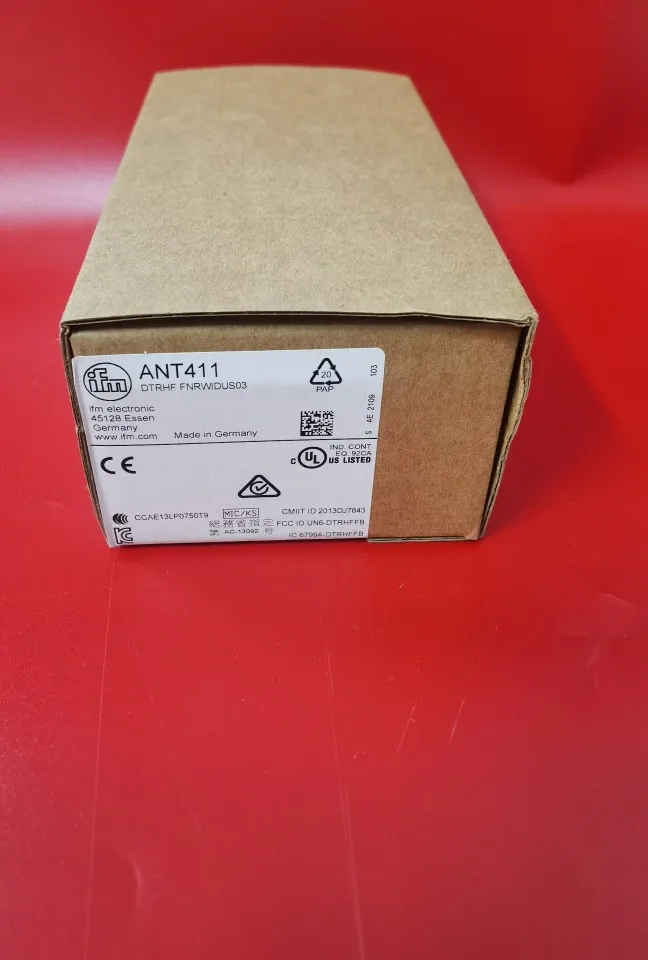 ifm
ANT411
DTRHF FNRWIDUS03
ifm electronic
45128 Essen
Germany
www.ifm.com
Made in Germany
20
PAP
S AE 2109 103
CE
C UL US LISTED
IND. CONT
EQ. 92CA
CCAE13LP0750T9
MIC/KS
CMIIT ID 2013DJ7843
総務省指定
FCC ID UN6-DTRHFFB
第 AC-13092 号
IC 6799A-DTRHFFB